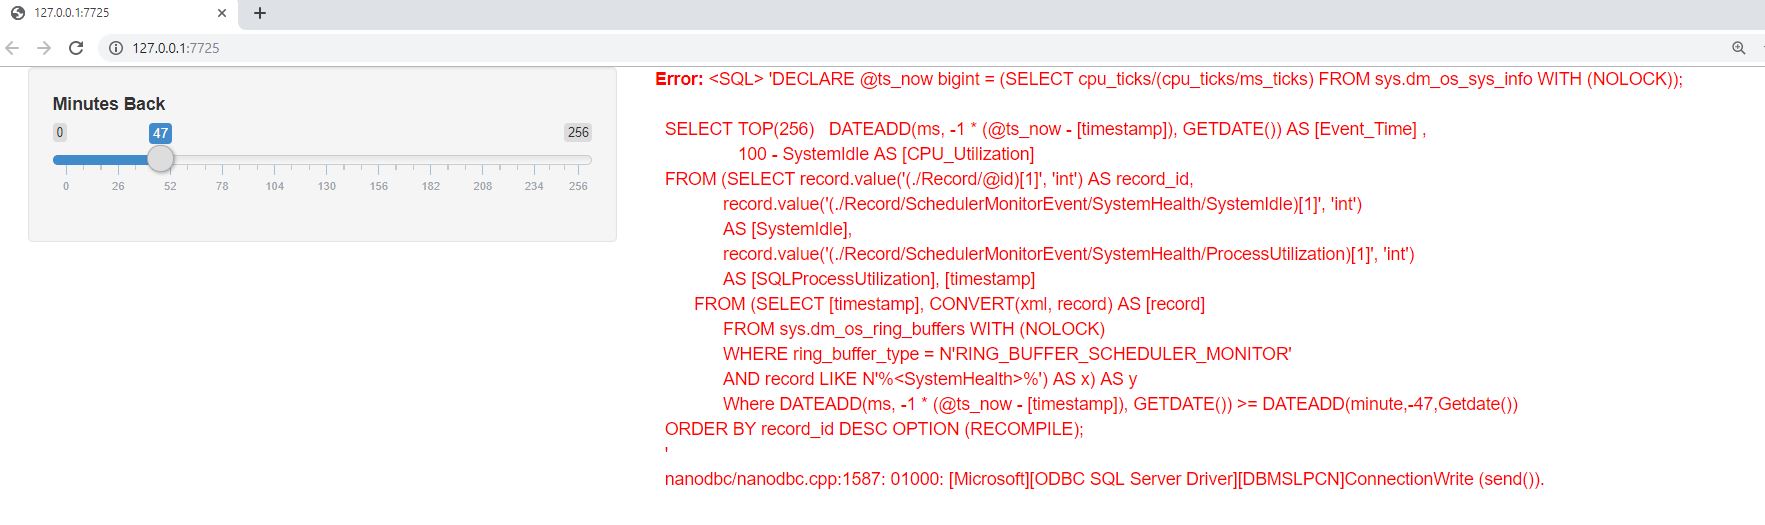 127.0.0.1:7725
127.0.0.1:7725
Minutes Back
0 47 256
0 26 52 78 104 130 156 182 208 234 256
Error: <SQL> 'DECLARE @ts_now bigint = (SELECT cpu_ticks/(cpu_ticks/ms_ticks) FROM sys.dm_os_sys_info WITH (NOLOCK));
SELECT TOP(256) DATEADD(ms, -1 * (@ts_now - [timestamp]), GETDATE()) AS [Event_Time] ,
100 - SystemIdle AS [CPU_Utilization]
FROM (SELECT record.value('(./Record/@id)[1]', 'int') AS record_id,
record.value('(./Record/SchedulerMonitorEvent/SystemHealth/SystemIdle)[1]', 'int')
AS [SystemIdle],
record.value('(./Record/SchedulerMonitorEvent/SystemHealth/ProcessUtilization)[1]', 'int')
AS [SQLProcessUtilization], [timestamp]
FROM (SELECT [timestamp], CONVERT(xml, record) AS [record]
FROM sys.dm_os_ring_buffers WITH (NOLOCK)
WHERE ring_buffer_type = N'RING_BUFFER_SCHEDULER_MONITOR'
AND record LIKE N'%<SystemHealth>%') AS x) AS y
Where DATEADD(ms, -1 * (@ts_now - [timestamp]), GETDATE()) >= DATEADD(minute,-47,Getdate())
ORDER BY record_id DESC OPTION (RECOMPILE);
'
nanodbc/nanodbc.cpp:1587: 01000: [Microsoft][ODBC SQL Server Driver][DBMSLPCN]ConnectionWrite (send()).